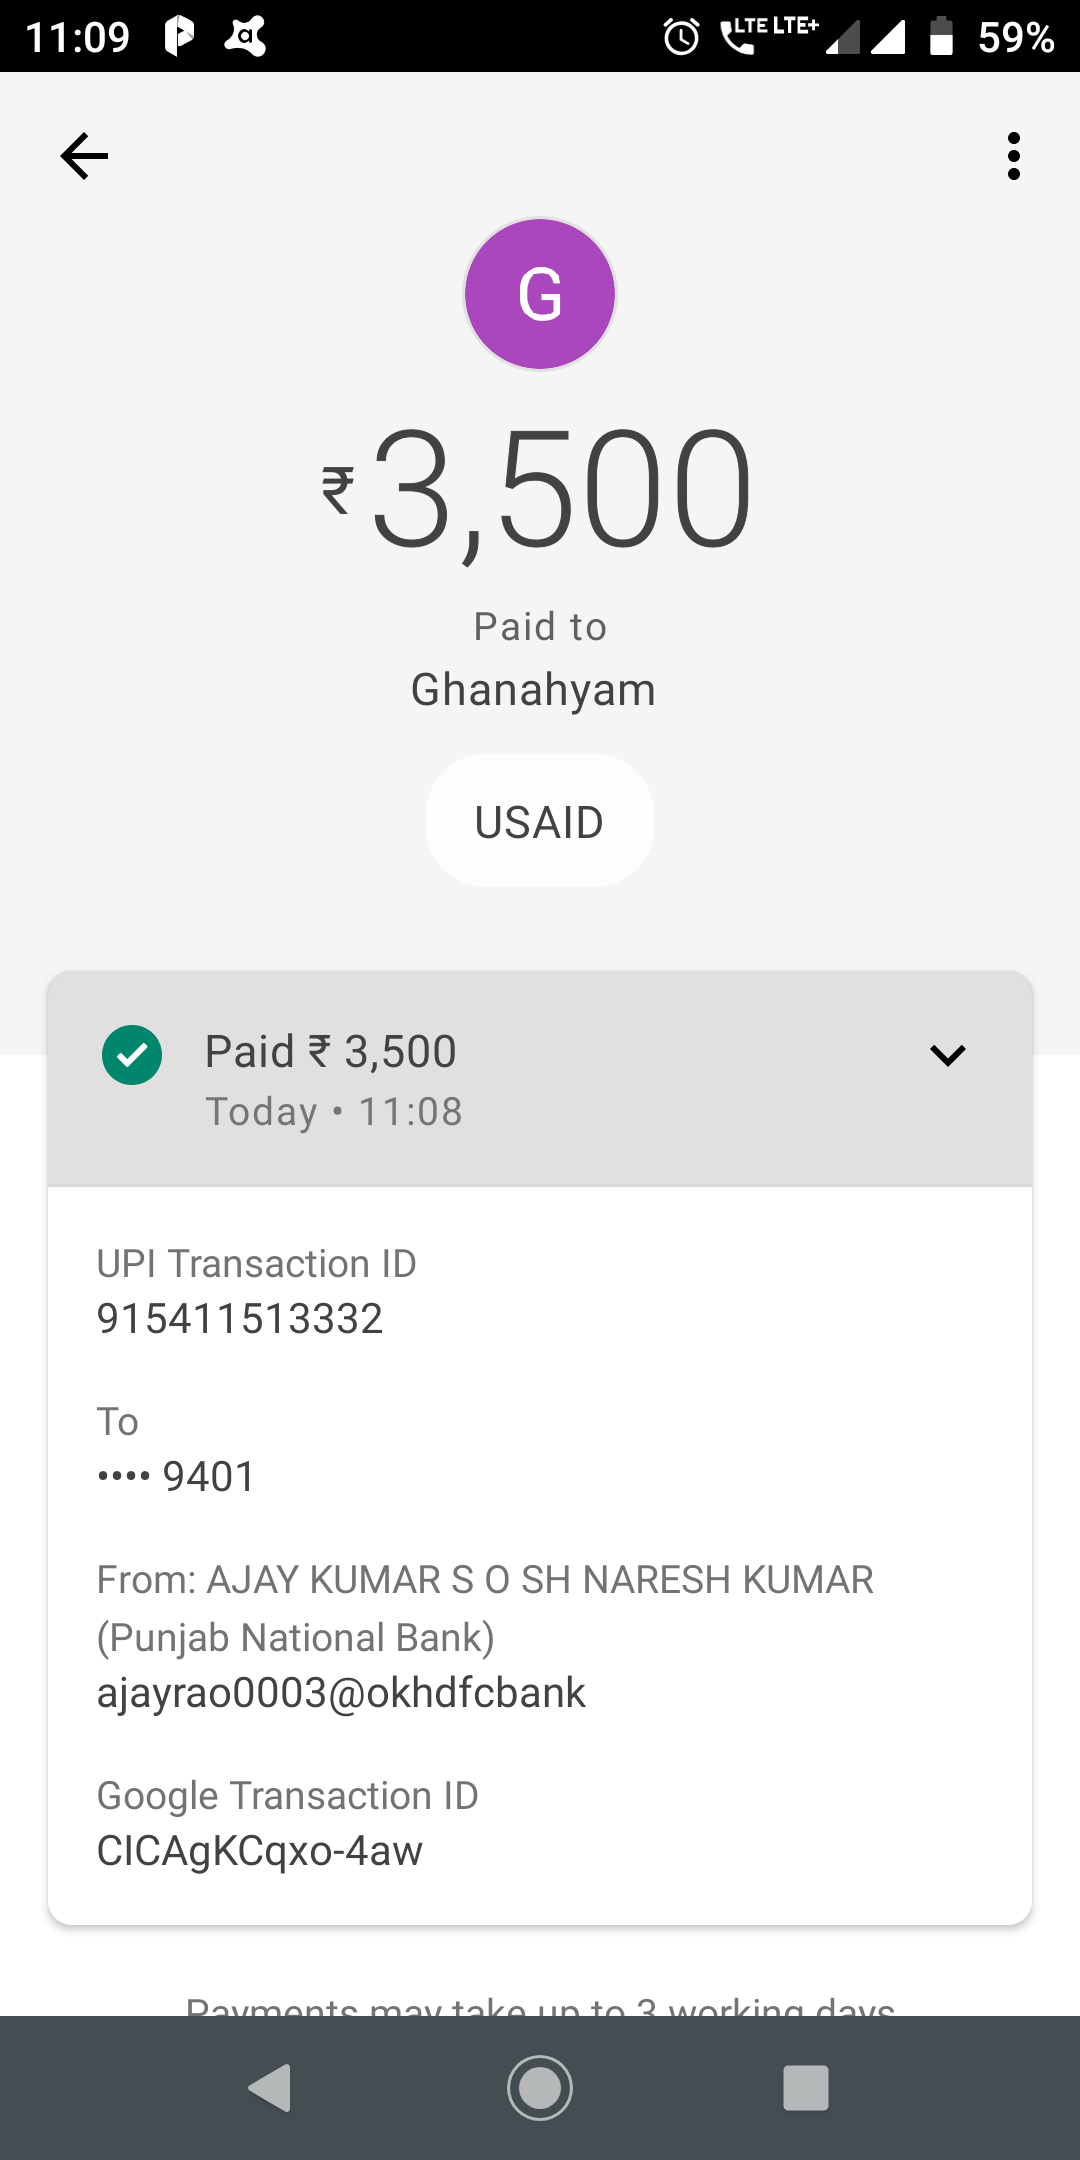 11:09 LTE LTE+ 59%
G
₹3,500
Paid to
Ghanahyam
USAID
Paid ₹ 3,500
Today • 11:08
UPI Transaction ID
915411513332
To
•••• 9401
From: AJAY KUMAR S O SH NARESH KUMAR
(Punjab National Bank)
ajayrao0003@okhdfcbank
Google Transaction ID
CICAgKCqxo-4aw
Payments may take up to 3 working days